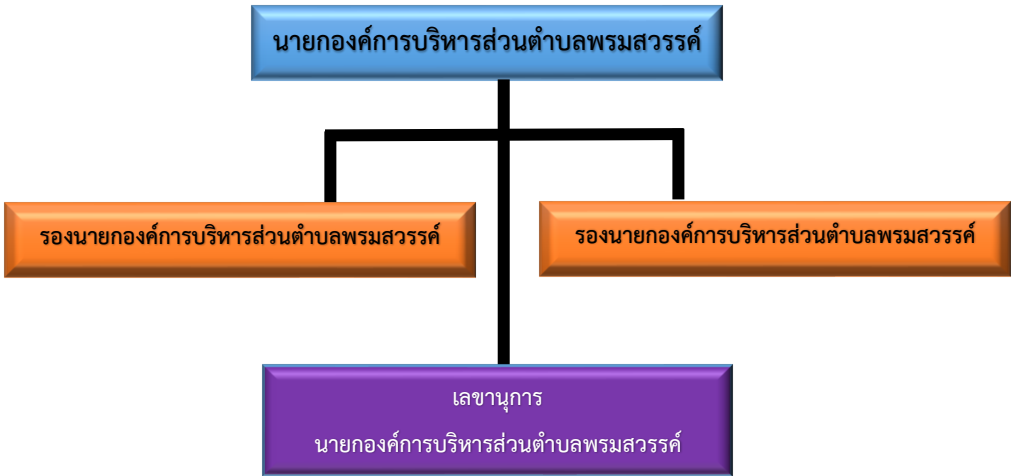 นายกองค์การบริหารส่วนตำบลพรมสวรรค์
รองนายกองค์การบริหารส่วนตำบลพรมสวรรค์
รองนายกองค์การบริหารส่วนตำบลพรมสวรรค์
เลขานุการ
นายกองค์การบริหารส่วนตำบลพรมสวรรค์